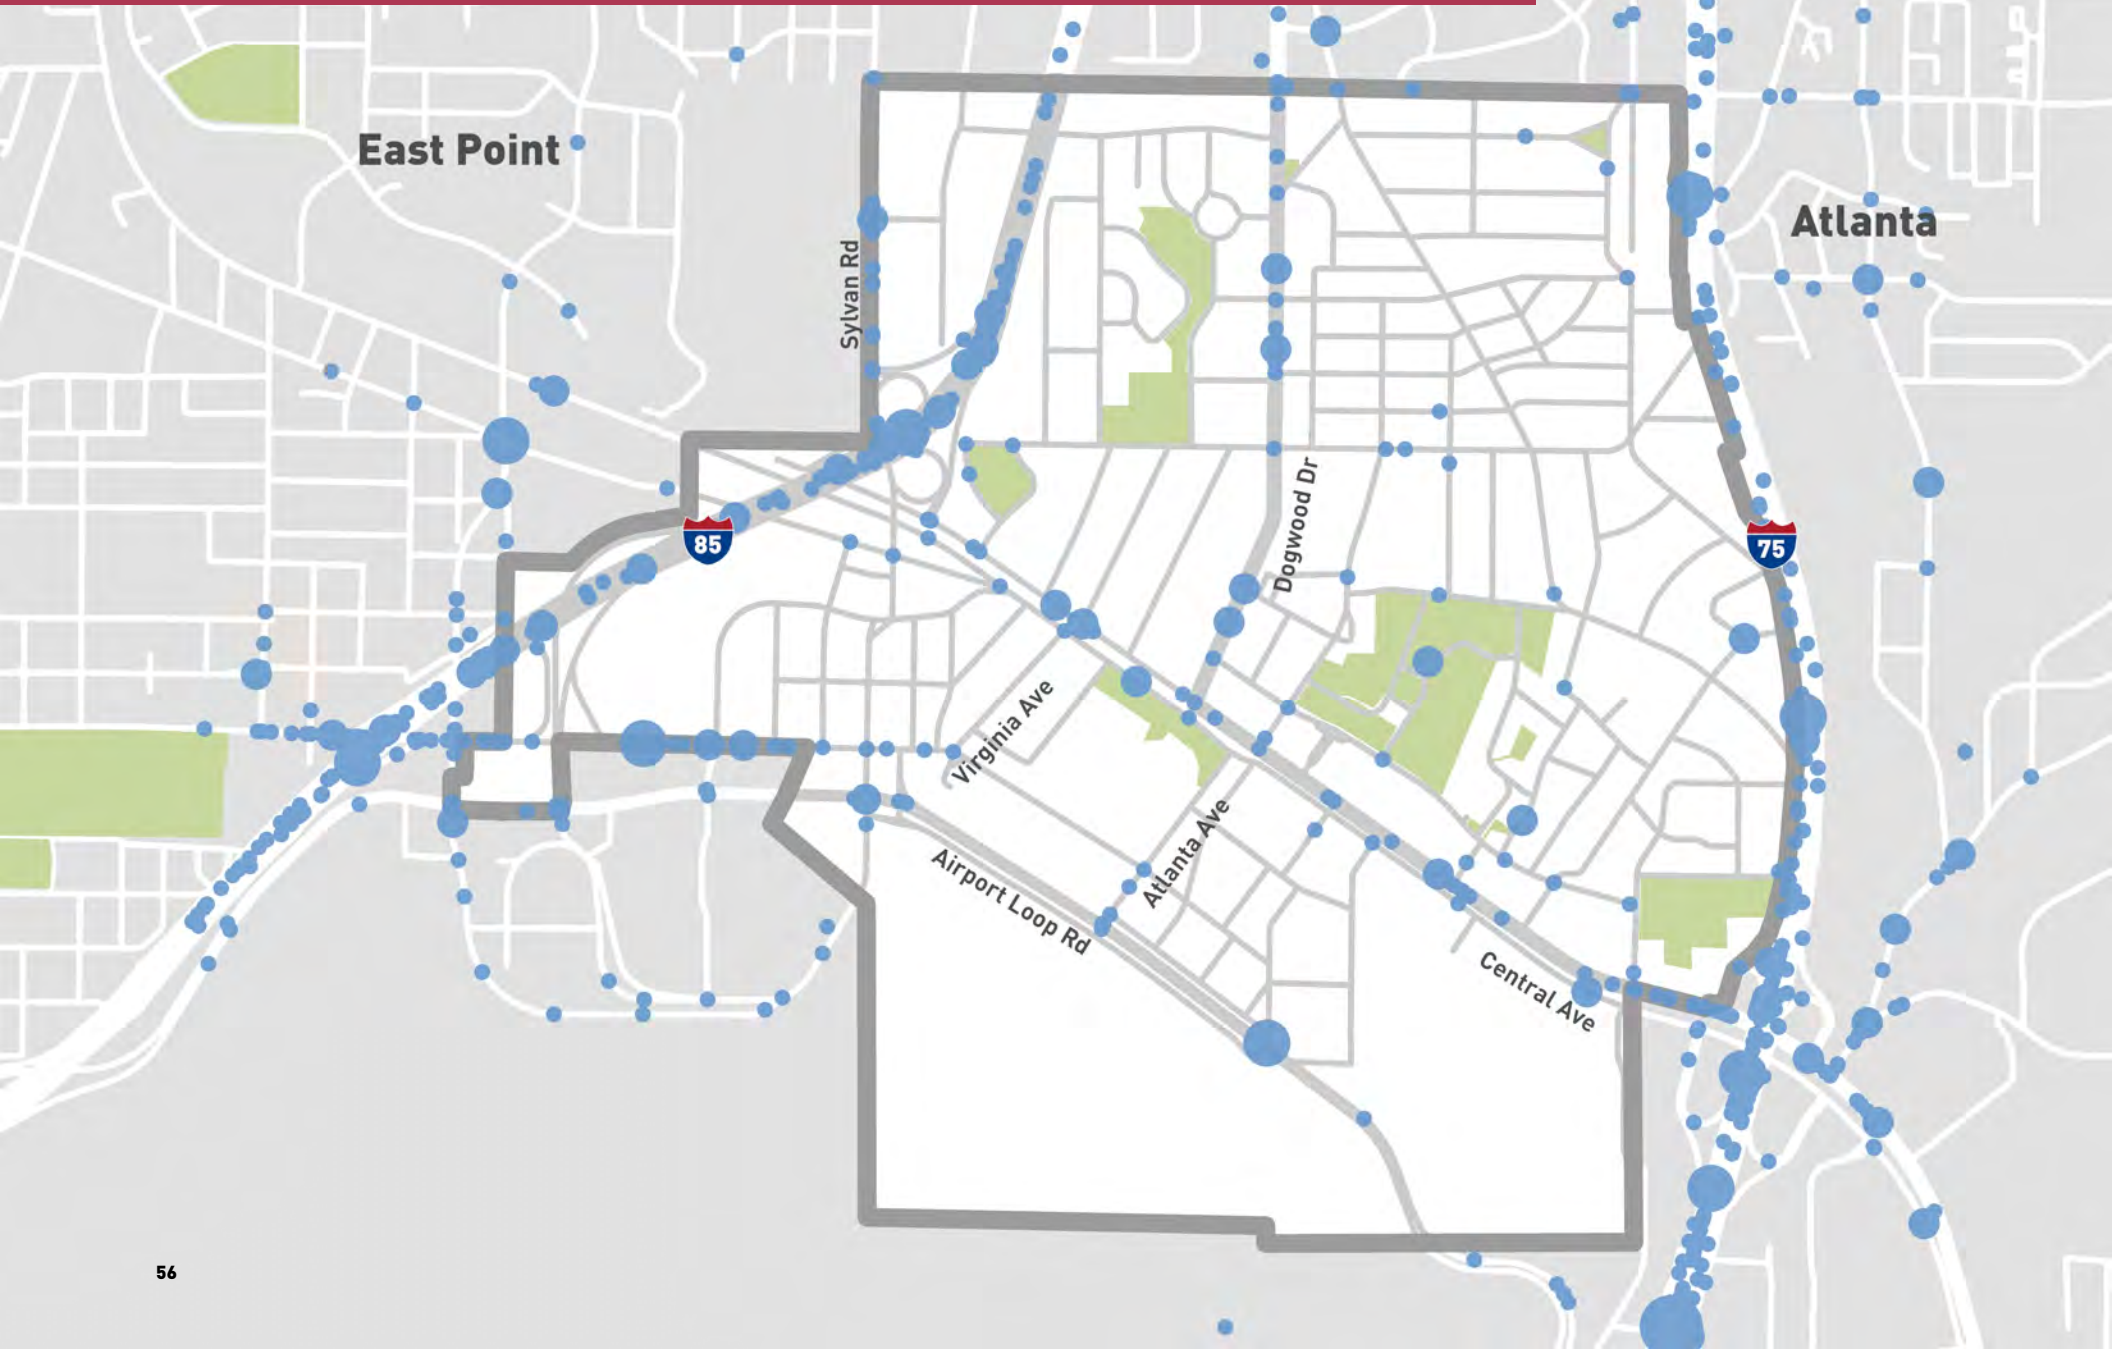 East Point
Atlanta
Sylvan Rd
85
Dogwood Dr
75
Virginia Ave
Atlanta Ave
Airport Loop Rd
Central Ave
56